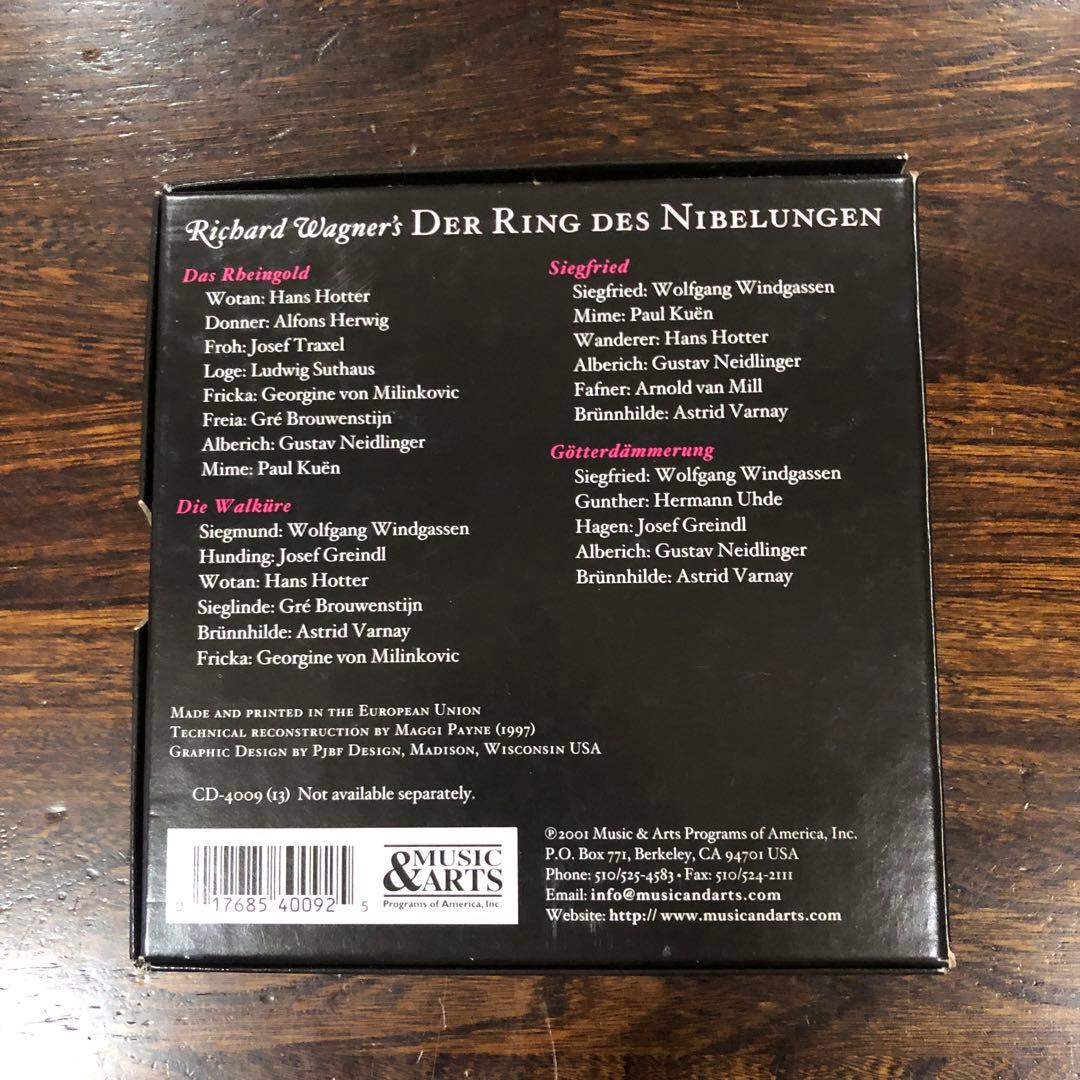 Richard Wagner's DER RING DES NIBELUNGEN
Das Rheingold
Wotan: Hans Hotter
Donner: Alfons Herwig
Froh: Josef Traxel
Loge: Ludwig Suthaus
Fricka: Georgine von Milinkovic
Freia: Gré Brouwenstijn
Alberich: Gustav Neidlinger
Mime: Paul Kuën
Die Walküre
Siegmund: Wolfgang Windgassen
Hunding: Josef Greindl
Wotan: Hans Hotter
Sieglinde: Gré Brouwenstijn
Brünnhilde: Astrid Varnay
Fricka: Georgine von Milinkovic
Siegfried
Siegfried: Wolfgang Windgassen
Mime: Paul Kuën
Wanderer: Hans Hotter
Alberich: Gustav Neidlinger
Fafner: Arnold van Mill
Brünnhilde: Astrid Varnay
Götterdämmerung
Siegfried: Wolfgang Windgassen
Gunther: Hermann Uhde
Hagen: Josef Greindl
Alberich: Gustav Neidlinger
Brünnhilde: Astrid Varnay
MADE AND PRINTED IN THE EUROPEAN UNION
TECHNICAL RECONSTRUCTION BY MAGGI PAYNE (1997)
GRAPHIC DESIGN BY PJBF DESIGN, MADISON, WISCONSIN USA
CD-4009 (13) Not available separately.
0 17685 40092 5
MUSIC
&ARTS
Programs of America, Inc.
℗2001 Music & Arts Programs of America, Inc.
P.O. Box 771, Berkeley, CA 94701 USA
Phone: 510/525-4583 • Fax: 510/524-2111
Email: info@musicandarts.com
Website: http:// www.musicandarts.com